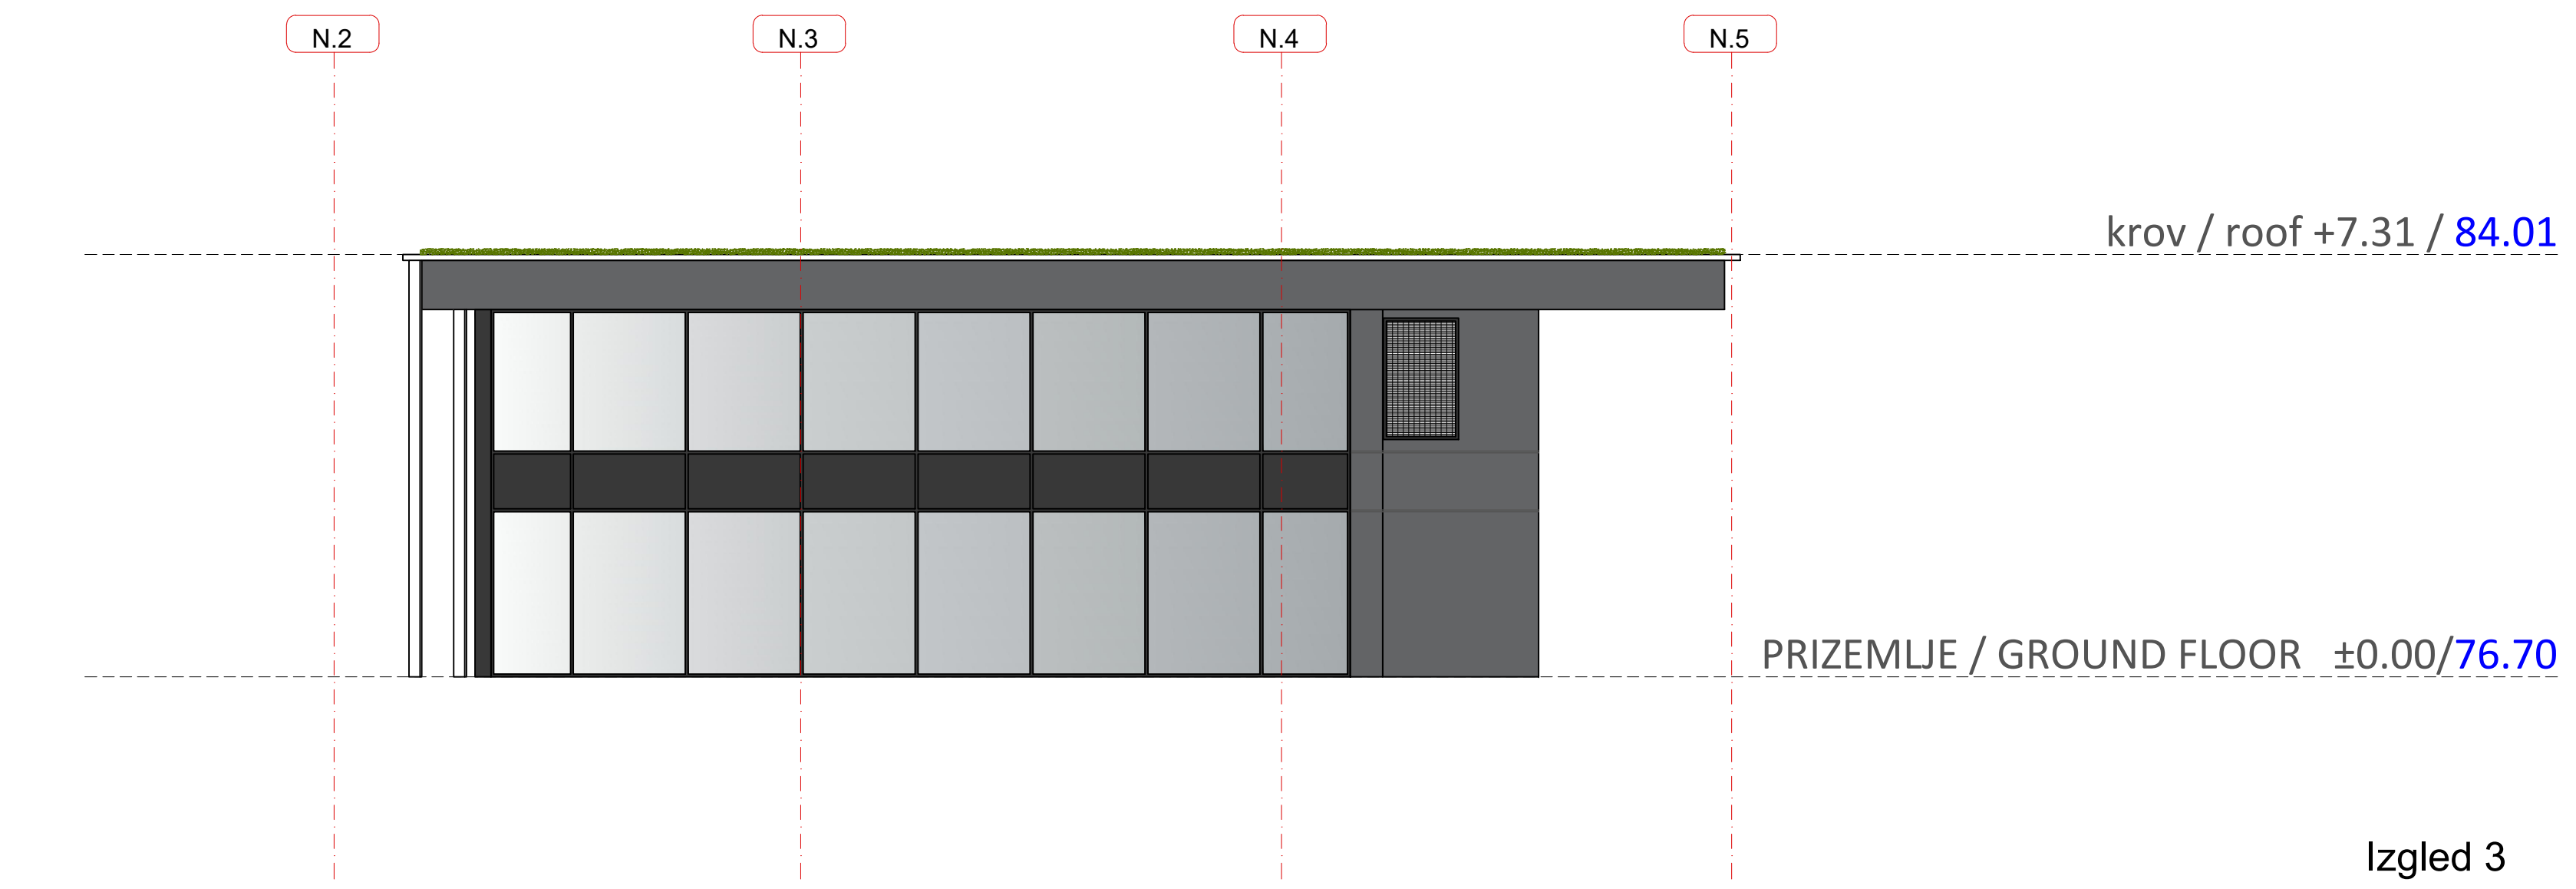 N.2 N.3 N.4 N.5
krov / roof +7.31 / 84.01
PRIZEMLJE / GROUND FLOOR ±0.00/76.70
Izgled 3